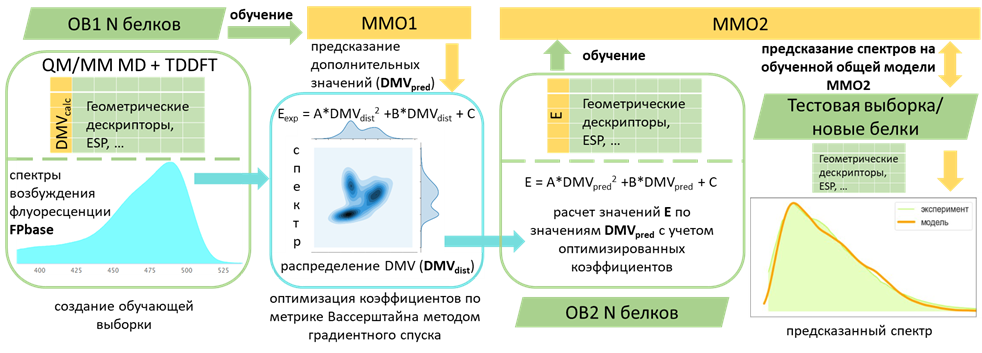 ОВ1 N белков
обучение
ММО1
ММО2
QM/MM MD + TDDFT
DMVcalc
Геометрические
дескрипторы,
ESP, ...
спектры
возбуждения
флуоресценции
FPbase
400
425
450
475
500
525
создание обучающей
выборки
предсказание
дополнительных
значений (DMVpred)
Eexp = A*DMVdist² +B*DMVdist + C
спектр
распределение DMV (DMVdist)
оптимизация коэффициентов по
метрике Вассерштайна методом
градиентного спуска
обучение
E
Геометрические
дескрипторы,
ESP, ...
E = A*DMVpred² +B*DMVpred + C
расчет значений E по
значениям DMVpred с учетом
оптимизированных
коэффициентов
ОВ2 N белков
предсказание спектров на
обученной общей модели
ММО2
Тестовая выборка/
новые белки
Геометрические
дескрипторы,
ESP, ...
эксперимент
модель
предсказанный спектр